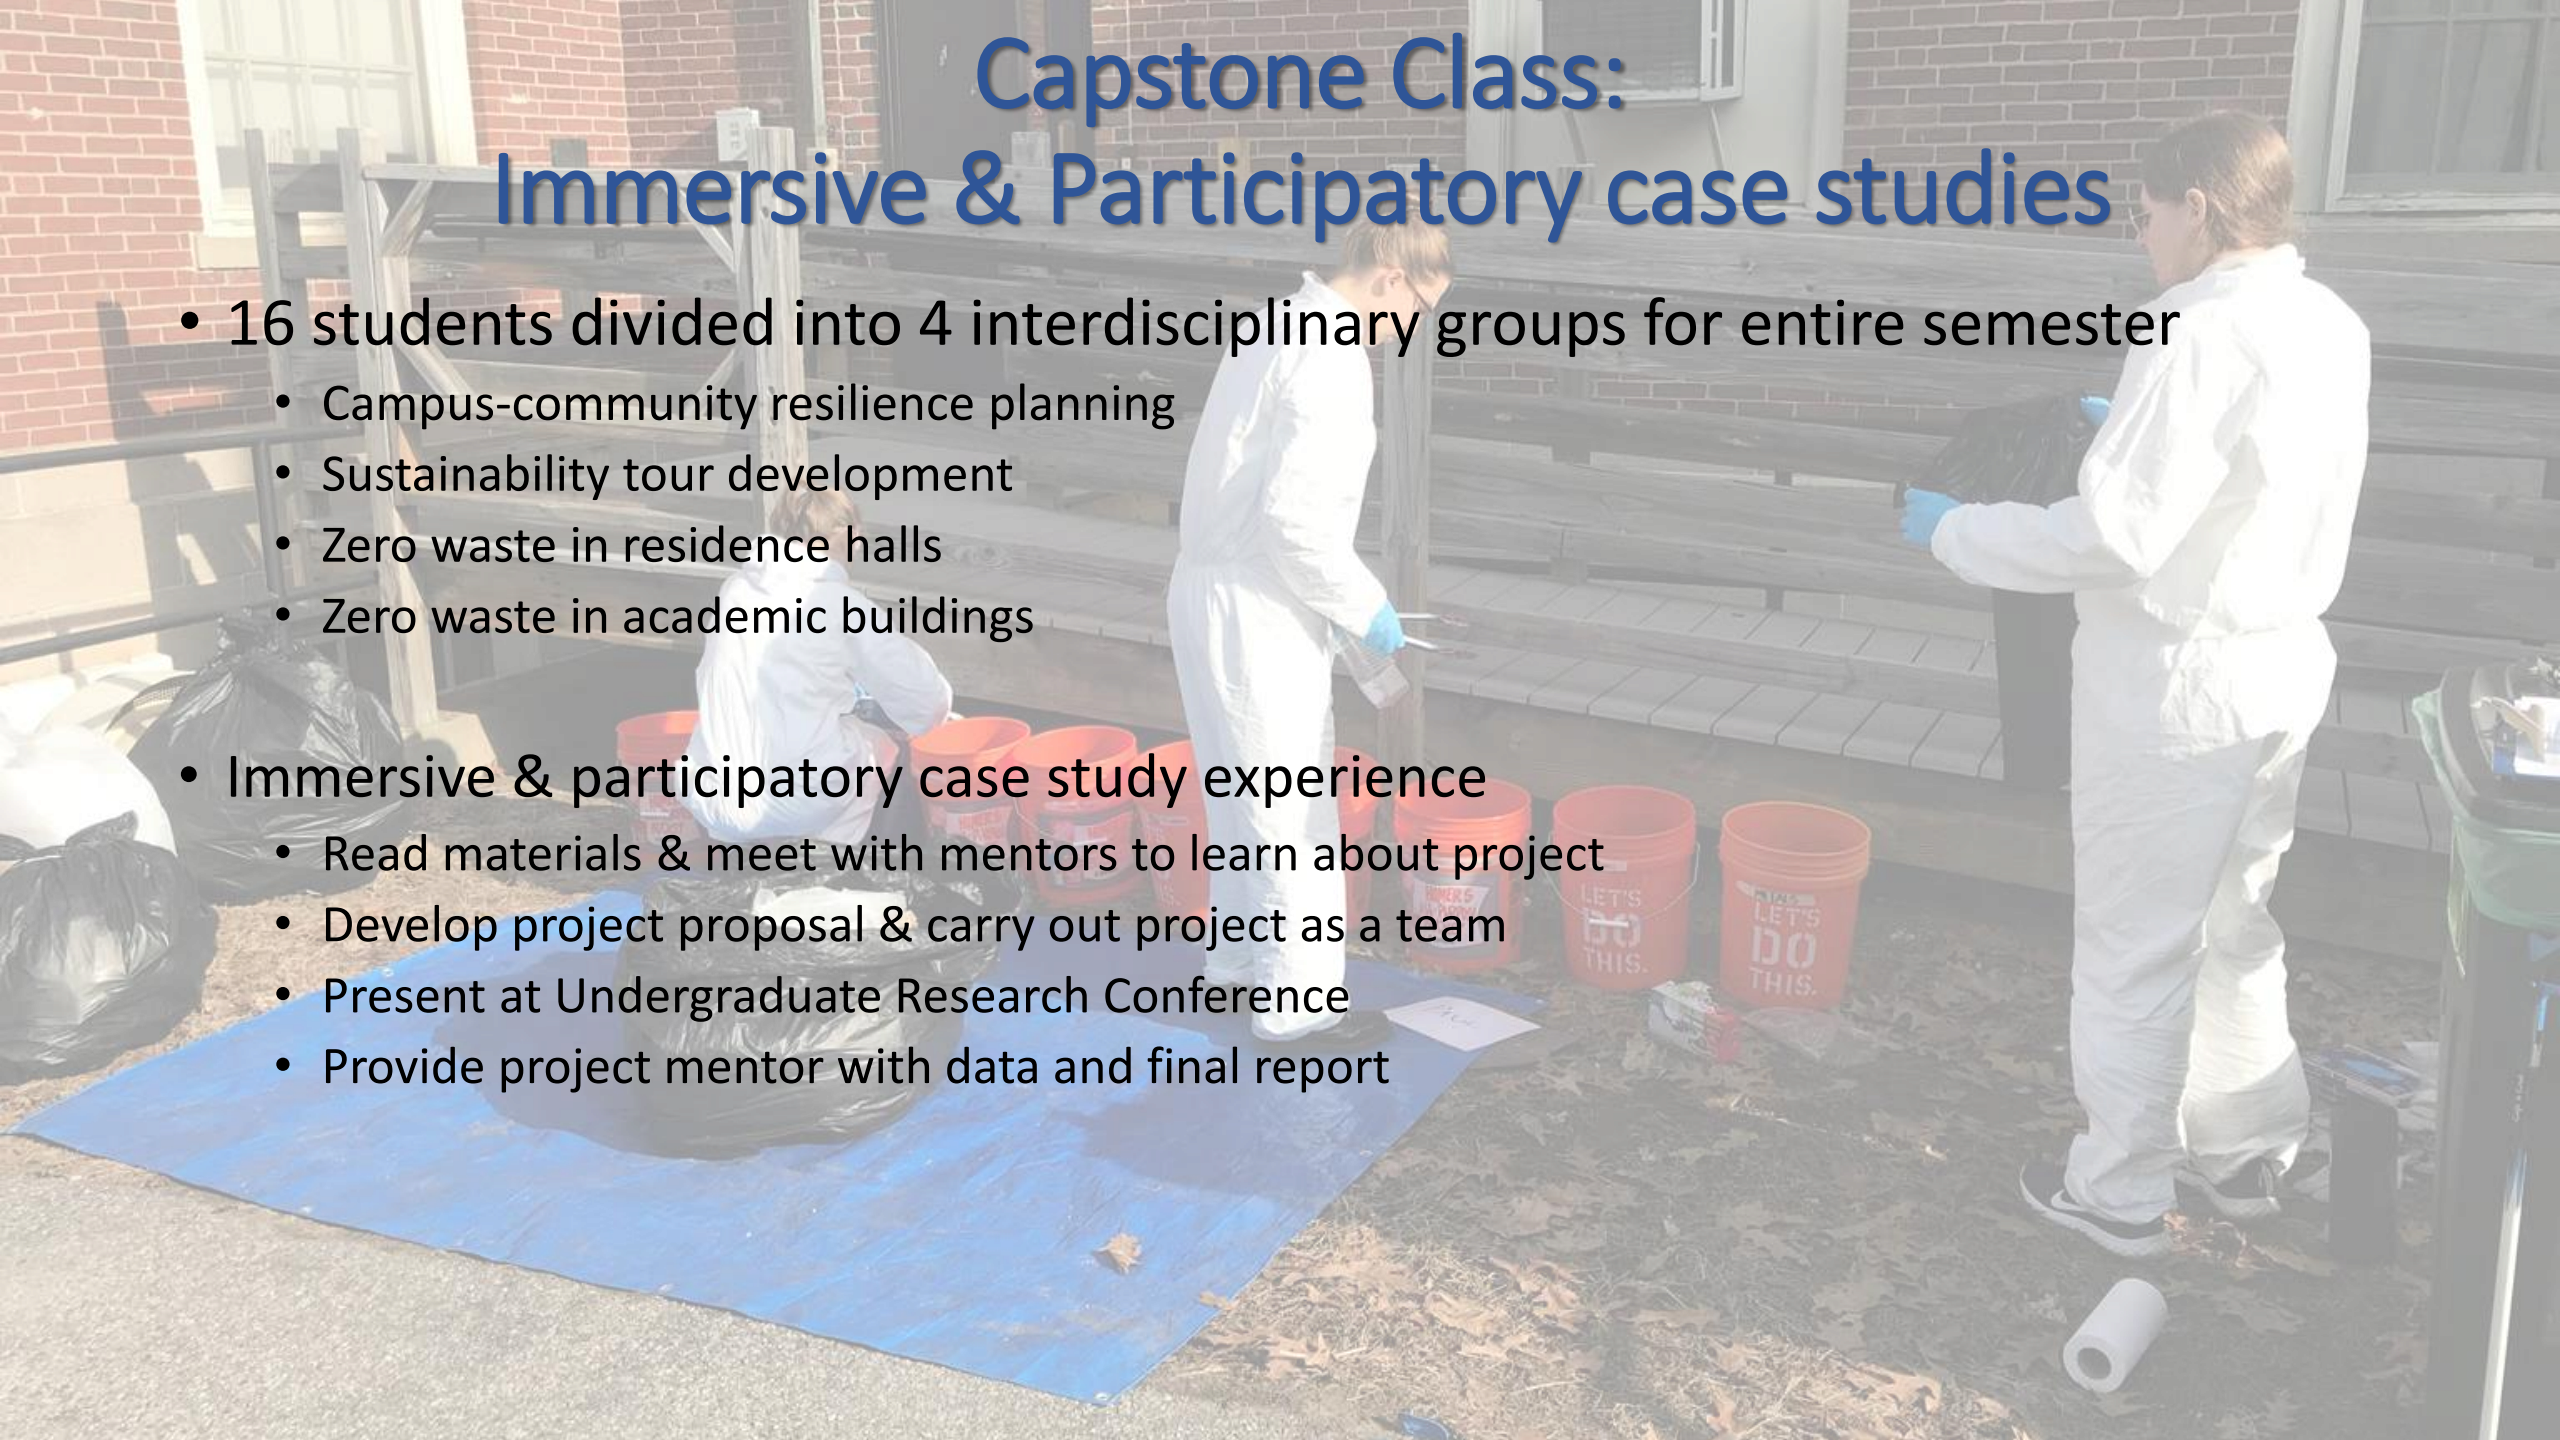 Capstone Class:
Immersive & Participatory case studies
• 16 students divided into 4 interdisciplinary groups for entire semester
• Campus-community resilience planning
• Sustainability tour development
• Zero waste in residence halls
• Zero waste in academic buildings
• Immersive & participatory case study experience
• Read materials & meet with mentors to learn about project
• Develop project proposal & carry out project as a team
• Present at Undergraduate Research Conference
• Provide project mentor with data and final report
LET'S
DO
THIS.
LET'S
DO
THIS.